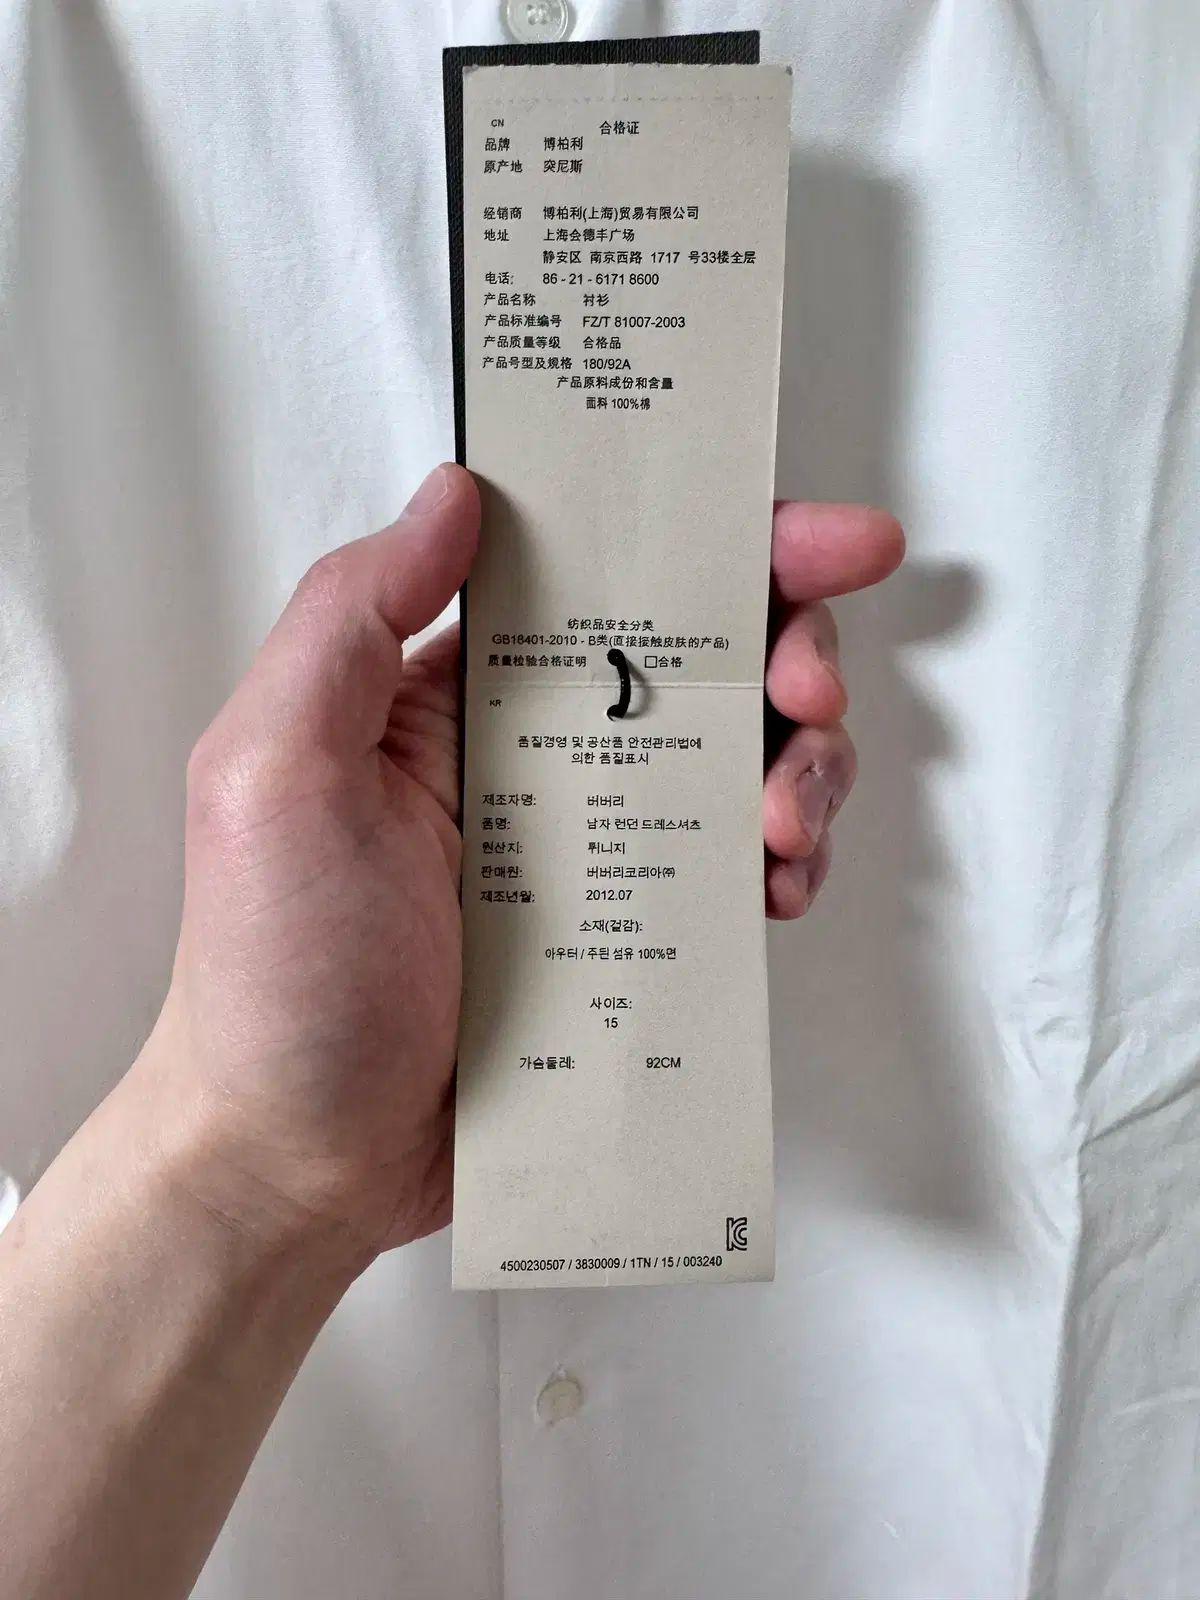 CN
合格证
品牌 博柏利
原产地 突尼斯
经销商 博柏利(上海)贸易有限公司
地址 上海会德丰广场
静安区 南京西路 1717 号33楼全层
电话: 86 - 21 - 6171 8600
产品名称 衬衫
产品标准编号 FZ/T 81007-2003
产品质量等级 合格品
产品号型及规格 180/92A
产品原料成份和含量
面料 100%棉
纺织品安全分类
GB18401-2010 - B类(直接接触皮肤的产品)
质量检验合格证明 □合格
KR
품질경영 및 공산품 안전관리법에
의한 품질표시
제조자명: 버버리
품명: 남자 런던 드레스셔츠
원산지: 튀니지
판매원: 버버리코리아㈜
제조년월: 2012.07
소재(겉감):
아우터 / 주된 섬유 100%면
사이즈:
15
가슴둘레: 92CM
KC
4500230507 / 3830009 / 1TN / 15 / 003240